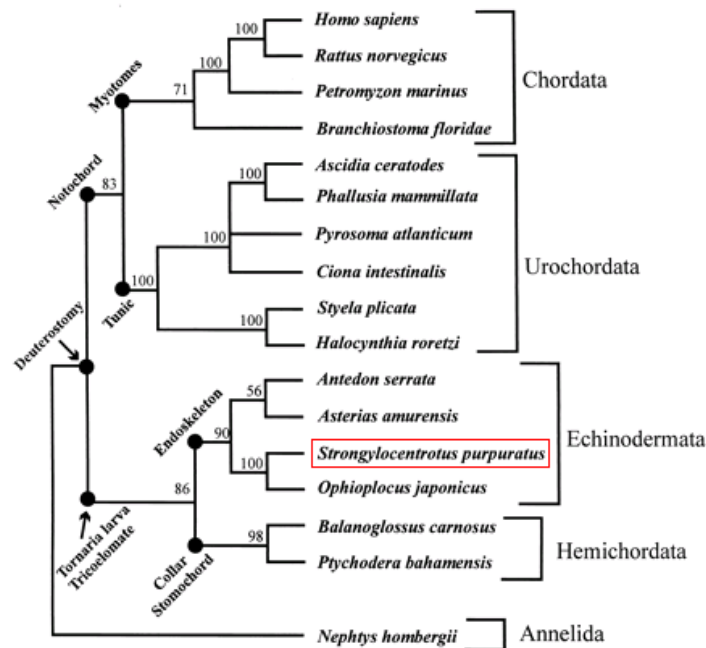 Homo sapiens
100
Rattus norvegicus
Myotomes
100
Chordata
71
Petromyzon marinus
Branchiostoma floridae
Notochord
83
Ascidia ceratodes
100
Phallusia mammillata
100
Pyrosoma atlanticum
Urochordata
Ciona intestinalis
100
Tunic
Styela plicata
100
Halocynthia roretzi
Deuterostomy
Antedon serrata
56
Endoskeleton
Asterias amurensis
Echinodermata
90
Strongylocentrotus purpuratus
100
Ophioplocus japonicus
86
Balanoglossus carnosus
98
Hemichordata
Ptychodera bahamensis
Tornaria larva
Tricoelomate
Collar
Stomochord
Nephtys hombergii
Annelida